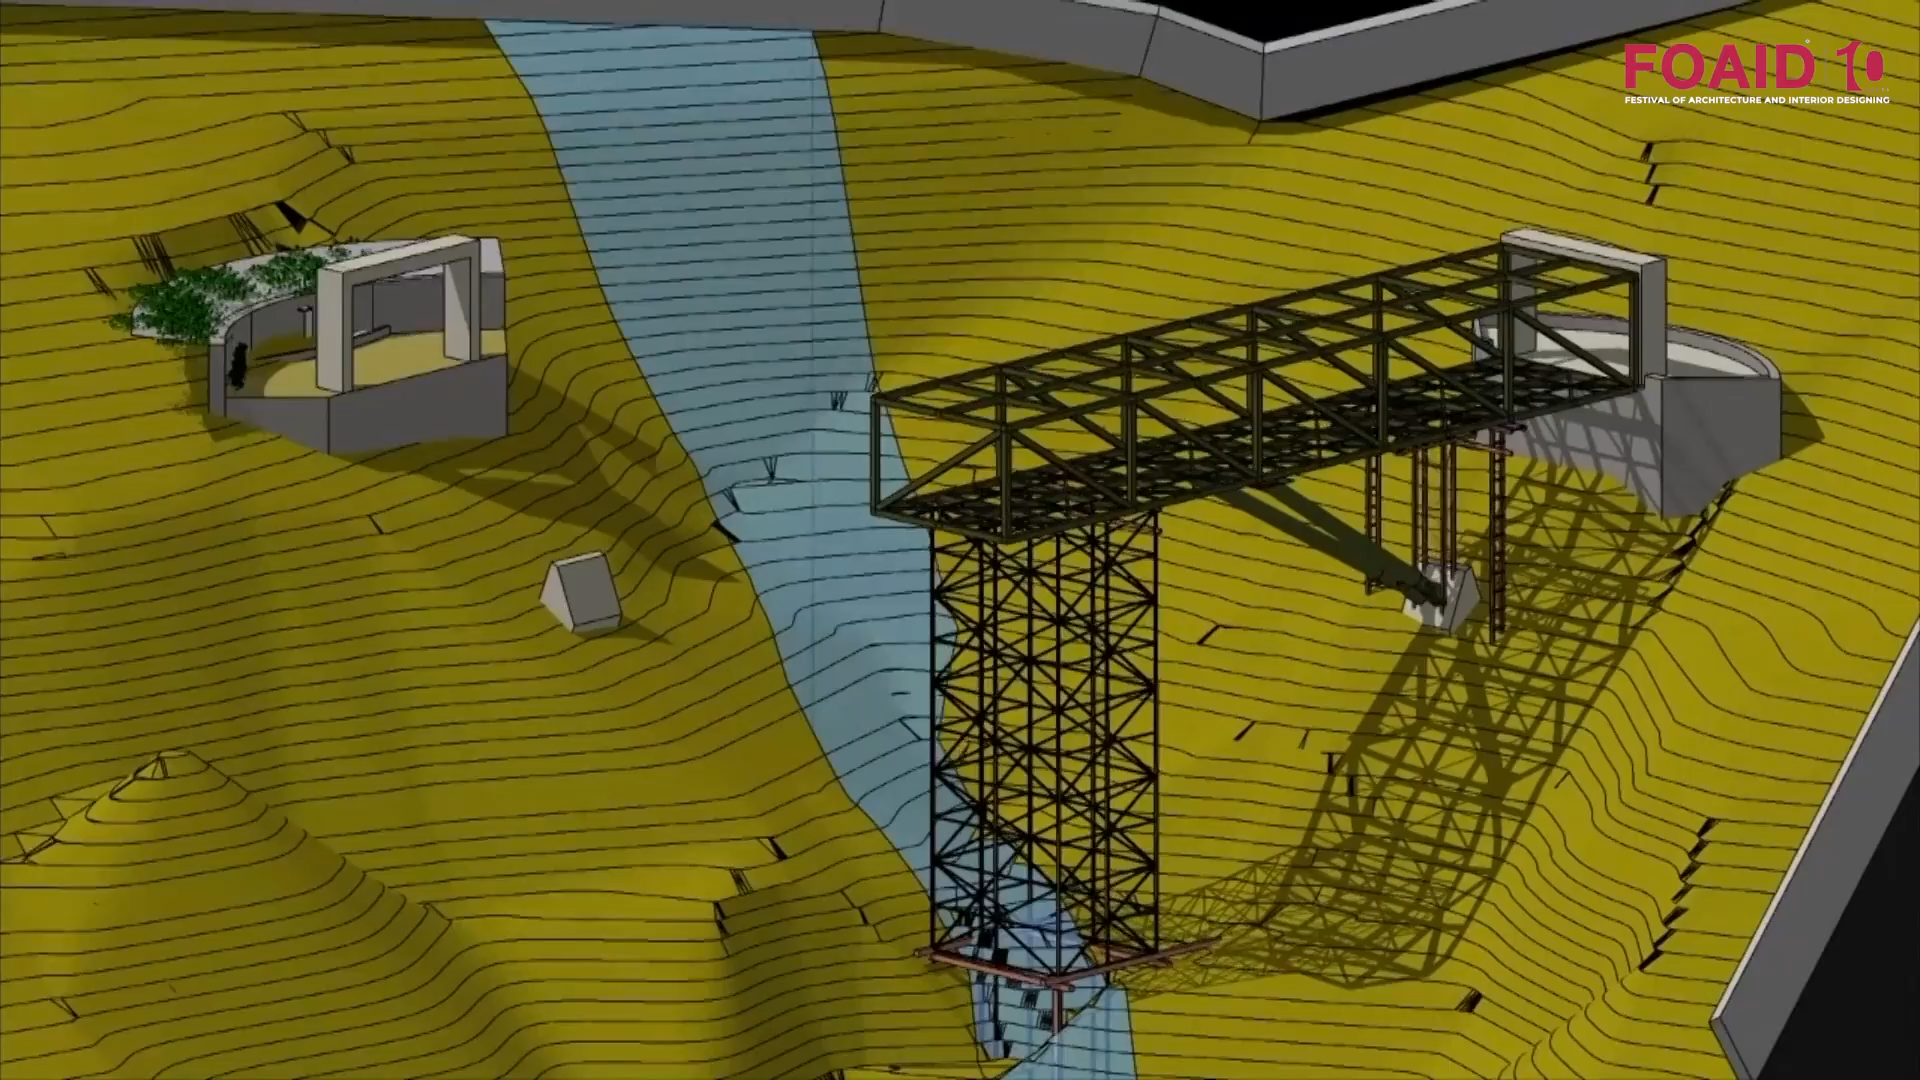 FOAID 10
FESTIVAL OF ARCHITECTURE AND INTERIOR DESIGNING